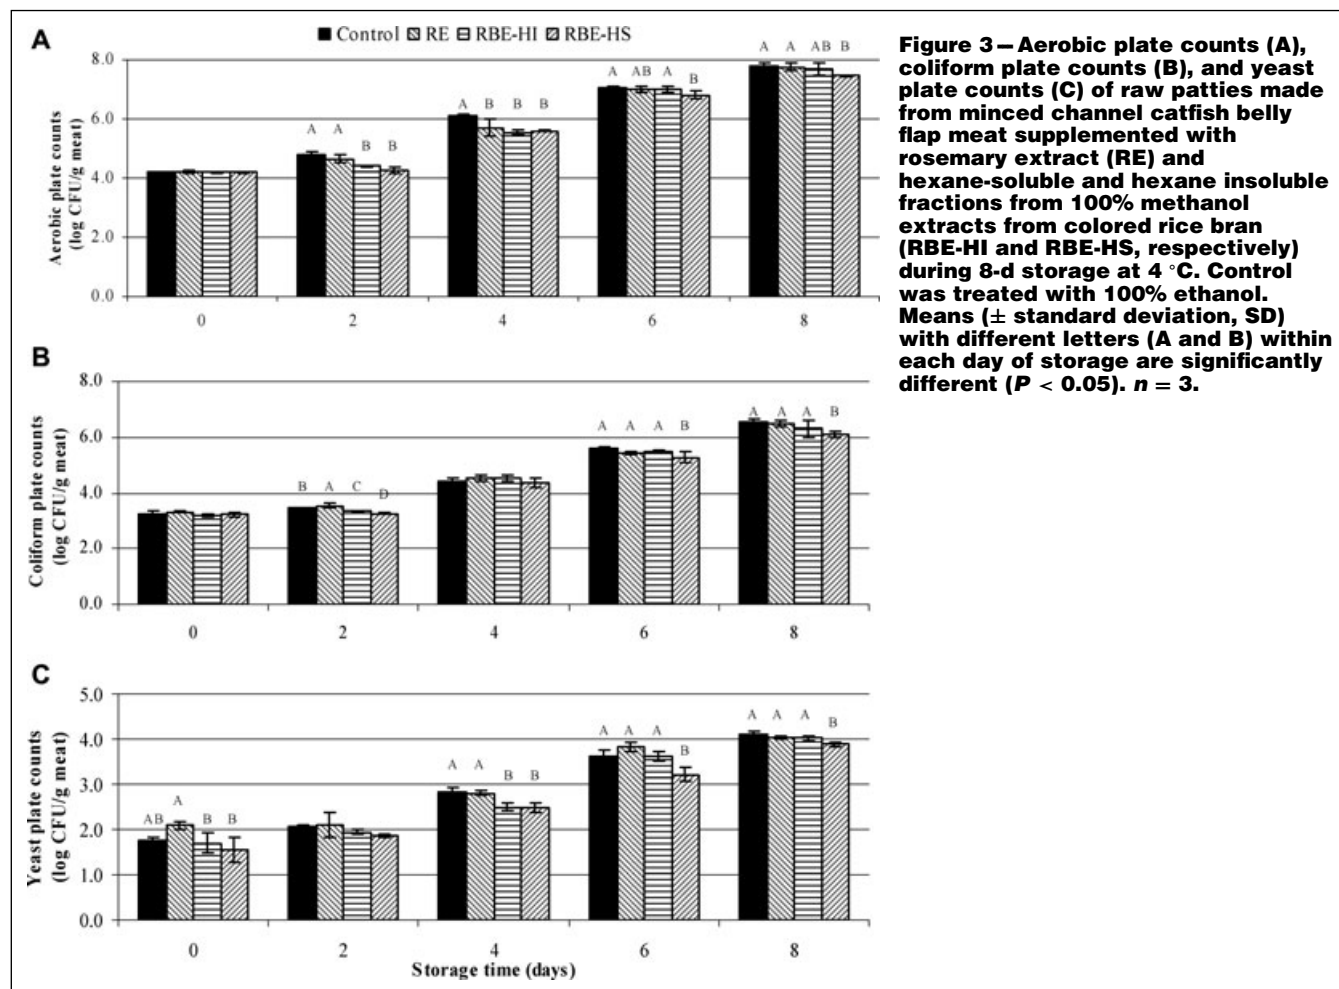 A
Control RE RBE-HI RBE-HS
8.0
6.0
4.0
2.0
0.0
Aerobic plate counts
(log CFU/g meat)
A A B B
A B B B
A AB A B
A A AB B
0 2 4 6 8
B
8.0
6.0
4.0
2.0
0.0
Coliform plate counts
(log CFU/g meat)
B A C D
A A A B
A A A B
0 2 4 6 8
C
5.0
4.0
3.0
2.0
1.0
0.0
Yeast plate counts
(log CFU/g meat)
AB A B B
A A B B
A A A B
A A A B
0 2 4 6 8
Storage time (days)
Figure 3—Aerobic plate counts (A),
coliform plate counts (B), and yeast
plate counts (C) of raw patties made
from minced channel catfish belly
flap meat supplemented with
rosemary extract (RE) and
hexane-soluble and hexane insoluble
fractions from 100% methanol
extracts from colored rice bran
(RBE-HI and RBE-HS, respectively)
during 8-d storage at 4 °C. Control
was treated with 100% ethanol.
Means (± standard deviation, SD)
with different letters (A and B) within
each day of storage are significantly
different (P < 0.05). n = 3.